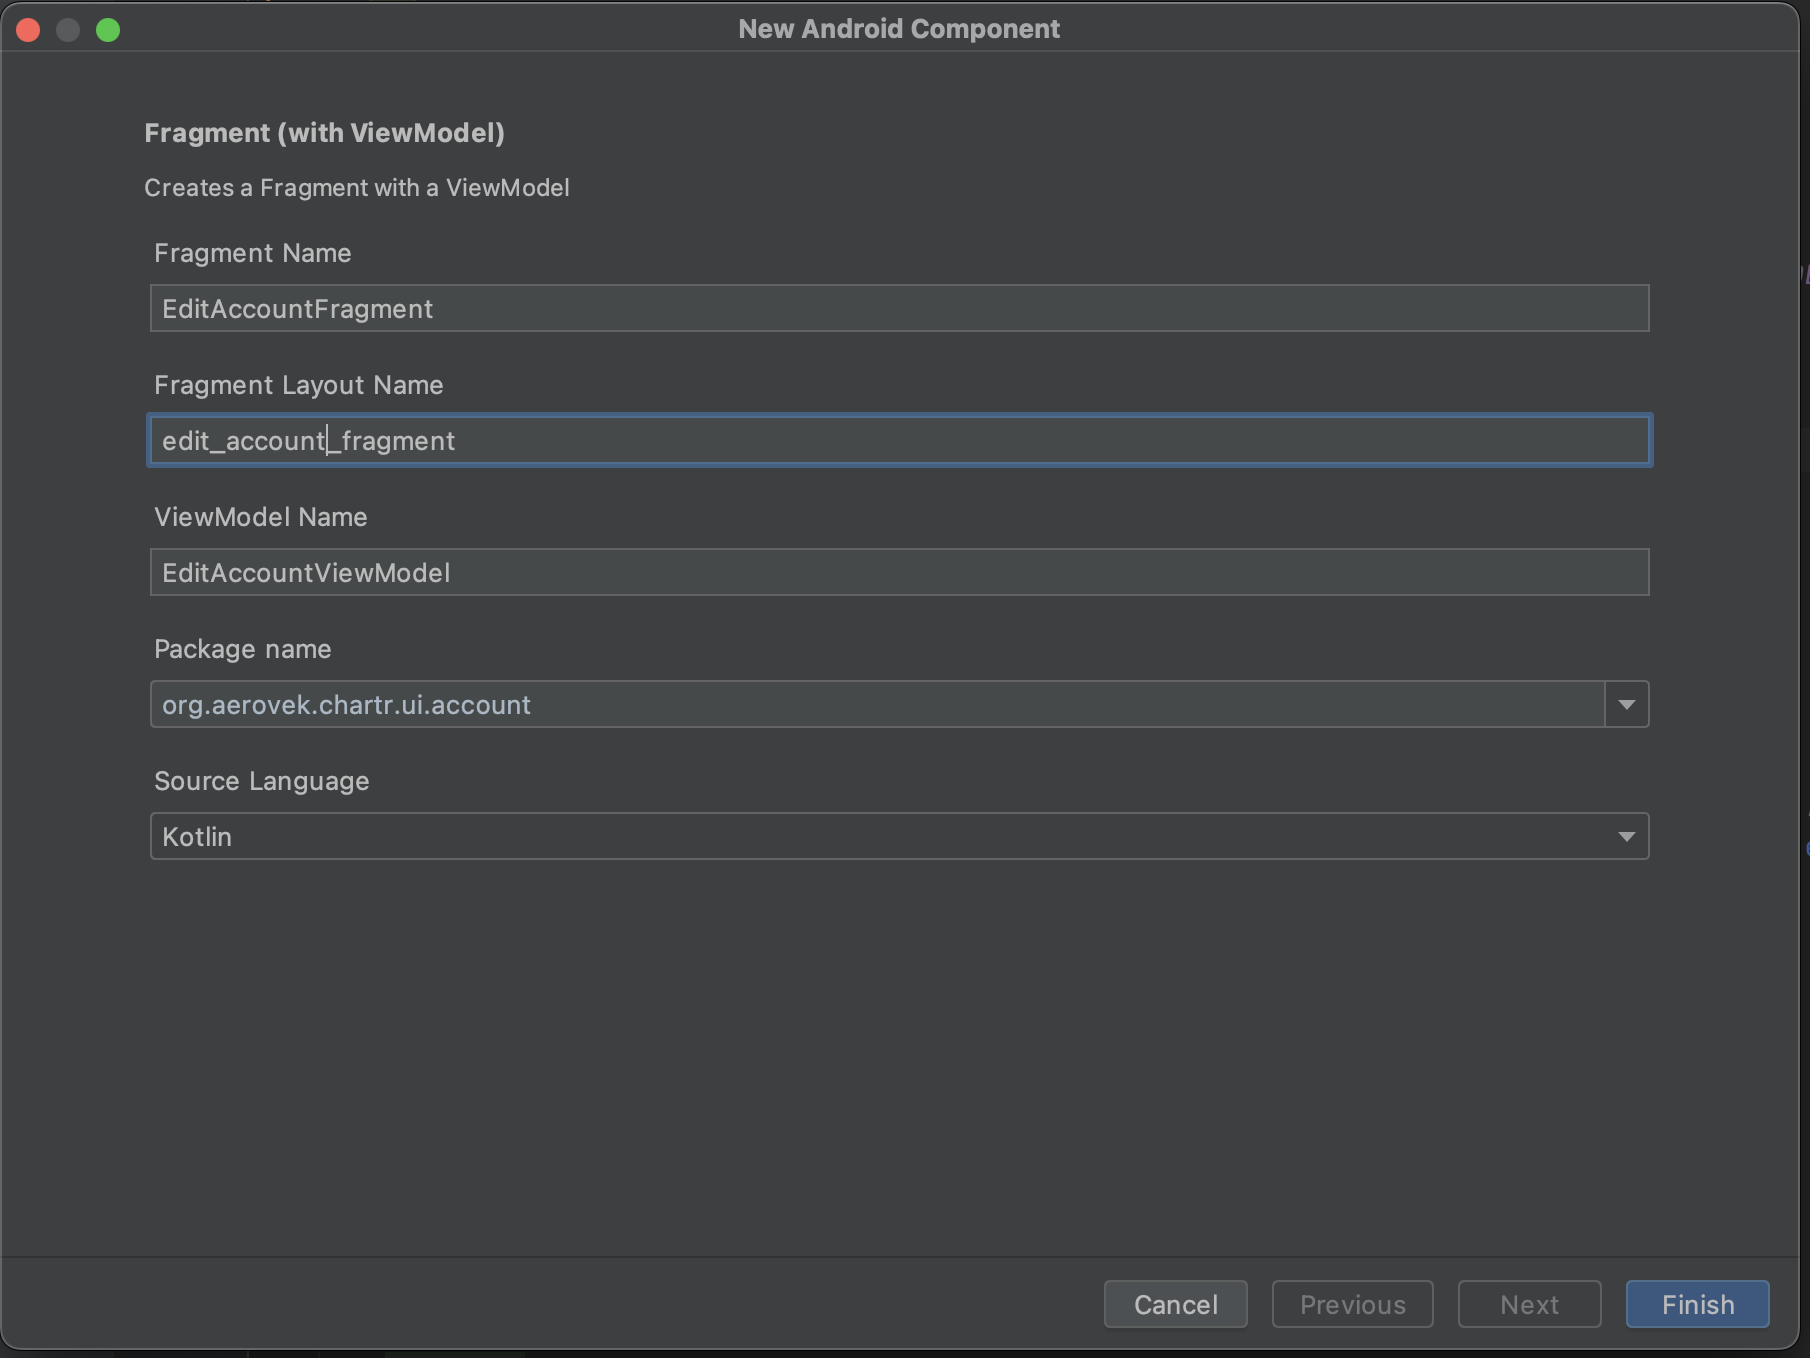 New Android Component
Fragment (with ViewModel)
Creates a Fragment with a ViewModel
Fragment Name
EditAccountFragment
Fragment Layout Name
edit_account_fragment
ViewModel Name
EditAccountViewModel
Package name
org.aerovek.chartr.ui.account
Source Language
Kotlin
Cancel
Previous
Next
Finish